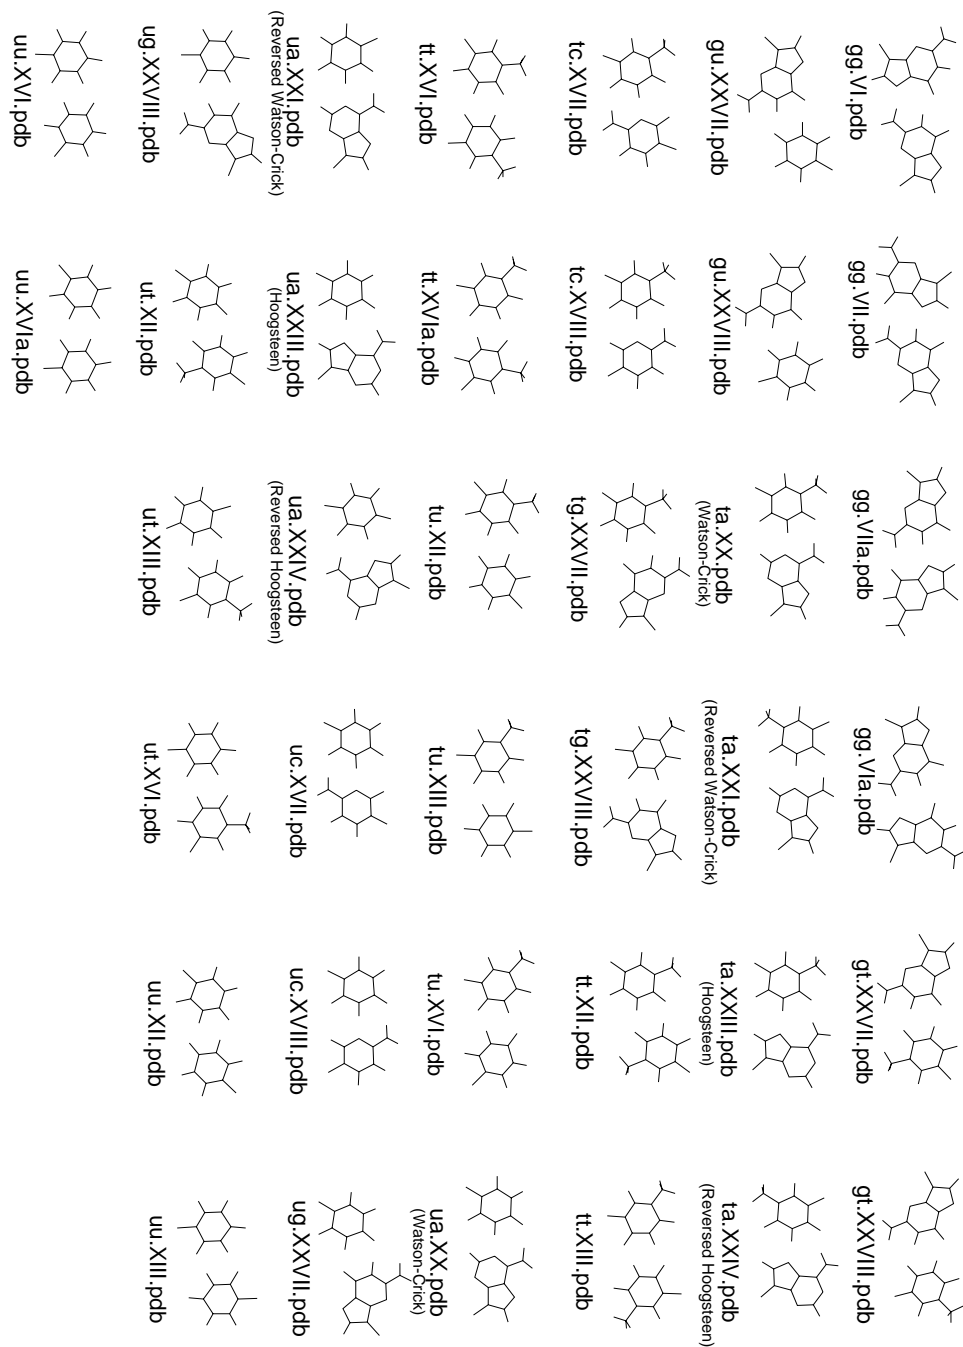 gg.VI.pdb
gg.VII.pdb
gg.VIIa.pdb
gg.VIa.pdb
gt.XXVII.pdb
gt.XXVIII.pdb
gu.XXVII.pdb
gu.XXVIII.pdb
ta.XX.pdb
(Watson-Crick)
ta.XXI.pdb
(Reversed Watson-Crick)
ta.XXIII.pdb
(Hoogsteen)
ta.XXIV.pdb
(Reversed Hoogsteen)
tc.XVII.pdb
tc.XVIII.pdb
tg.XXVII.pdb
tg.XXVIII.pdb
tt.XII.pdb
tt.XIII.pdb
tt.XVI.pdb
tt.XVIa.pdb
tu.XII.pdb
tu.XIII.pdb
tu.XVI.pdb
ua.XX.pdb
(Watson-Crick)
ua.XXI.pdb
(Reversed Watson-Crick)
ua.XXIII.pdb
(Hoogsteen)
ua.XXIV.pdb
(Reversed Hoogsteen)
uc.XVII.pdb
uc.XVIII.pdb
ug.XXVII.pdb
ug.XXVIII.pdb
ut.XII.pdb
ut.XIII.pdb
ut.XVI.pdb
uu.XII.pdb
uu.XIII.pdb
uu.XVI.pdb
uu.XVIa.pdb